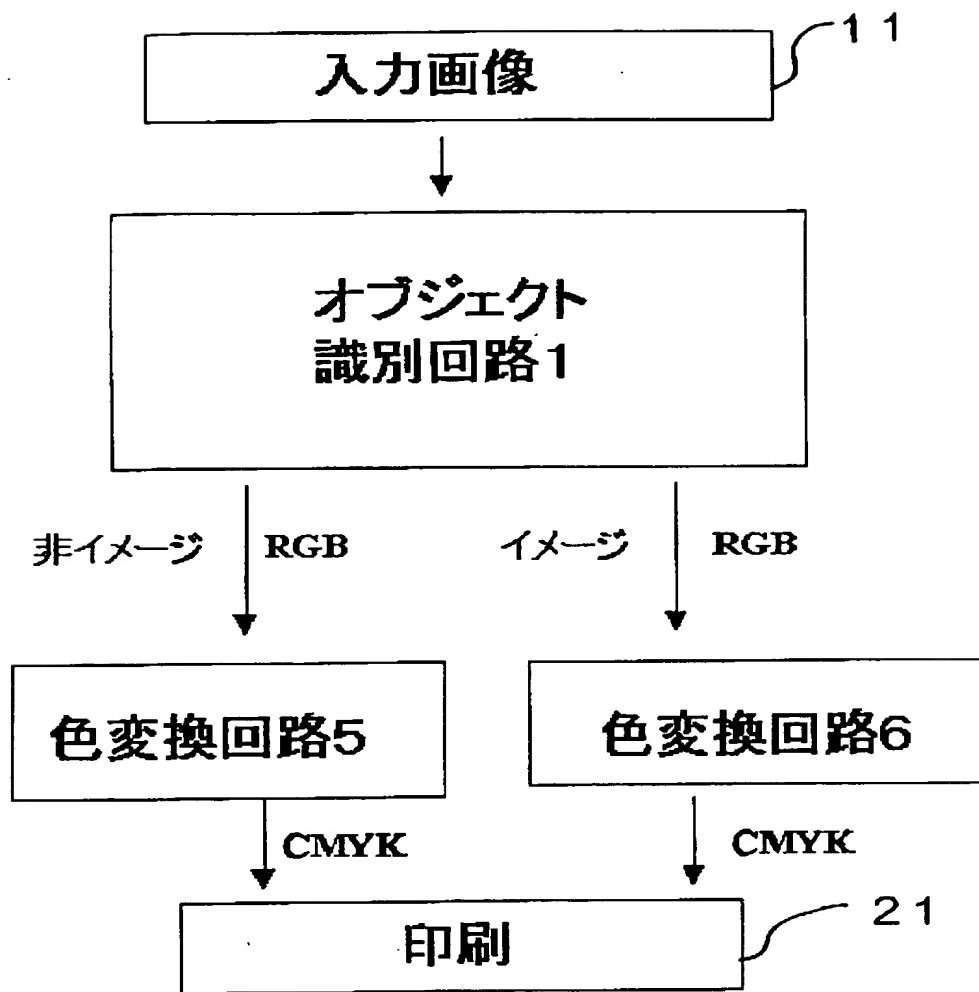 11
入力画像
オブジェクト
識別回路1
非イメージ RGB イメージ RGB
色変換回路5 色変換回路6
CMYK CMYK
印刷 21